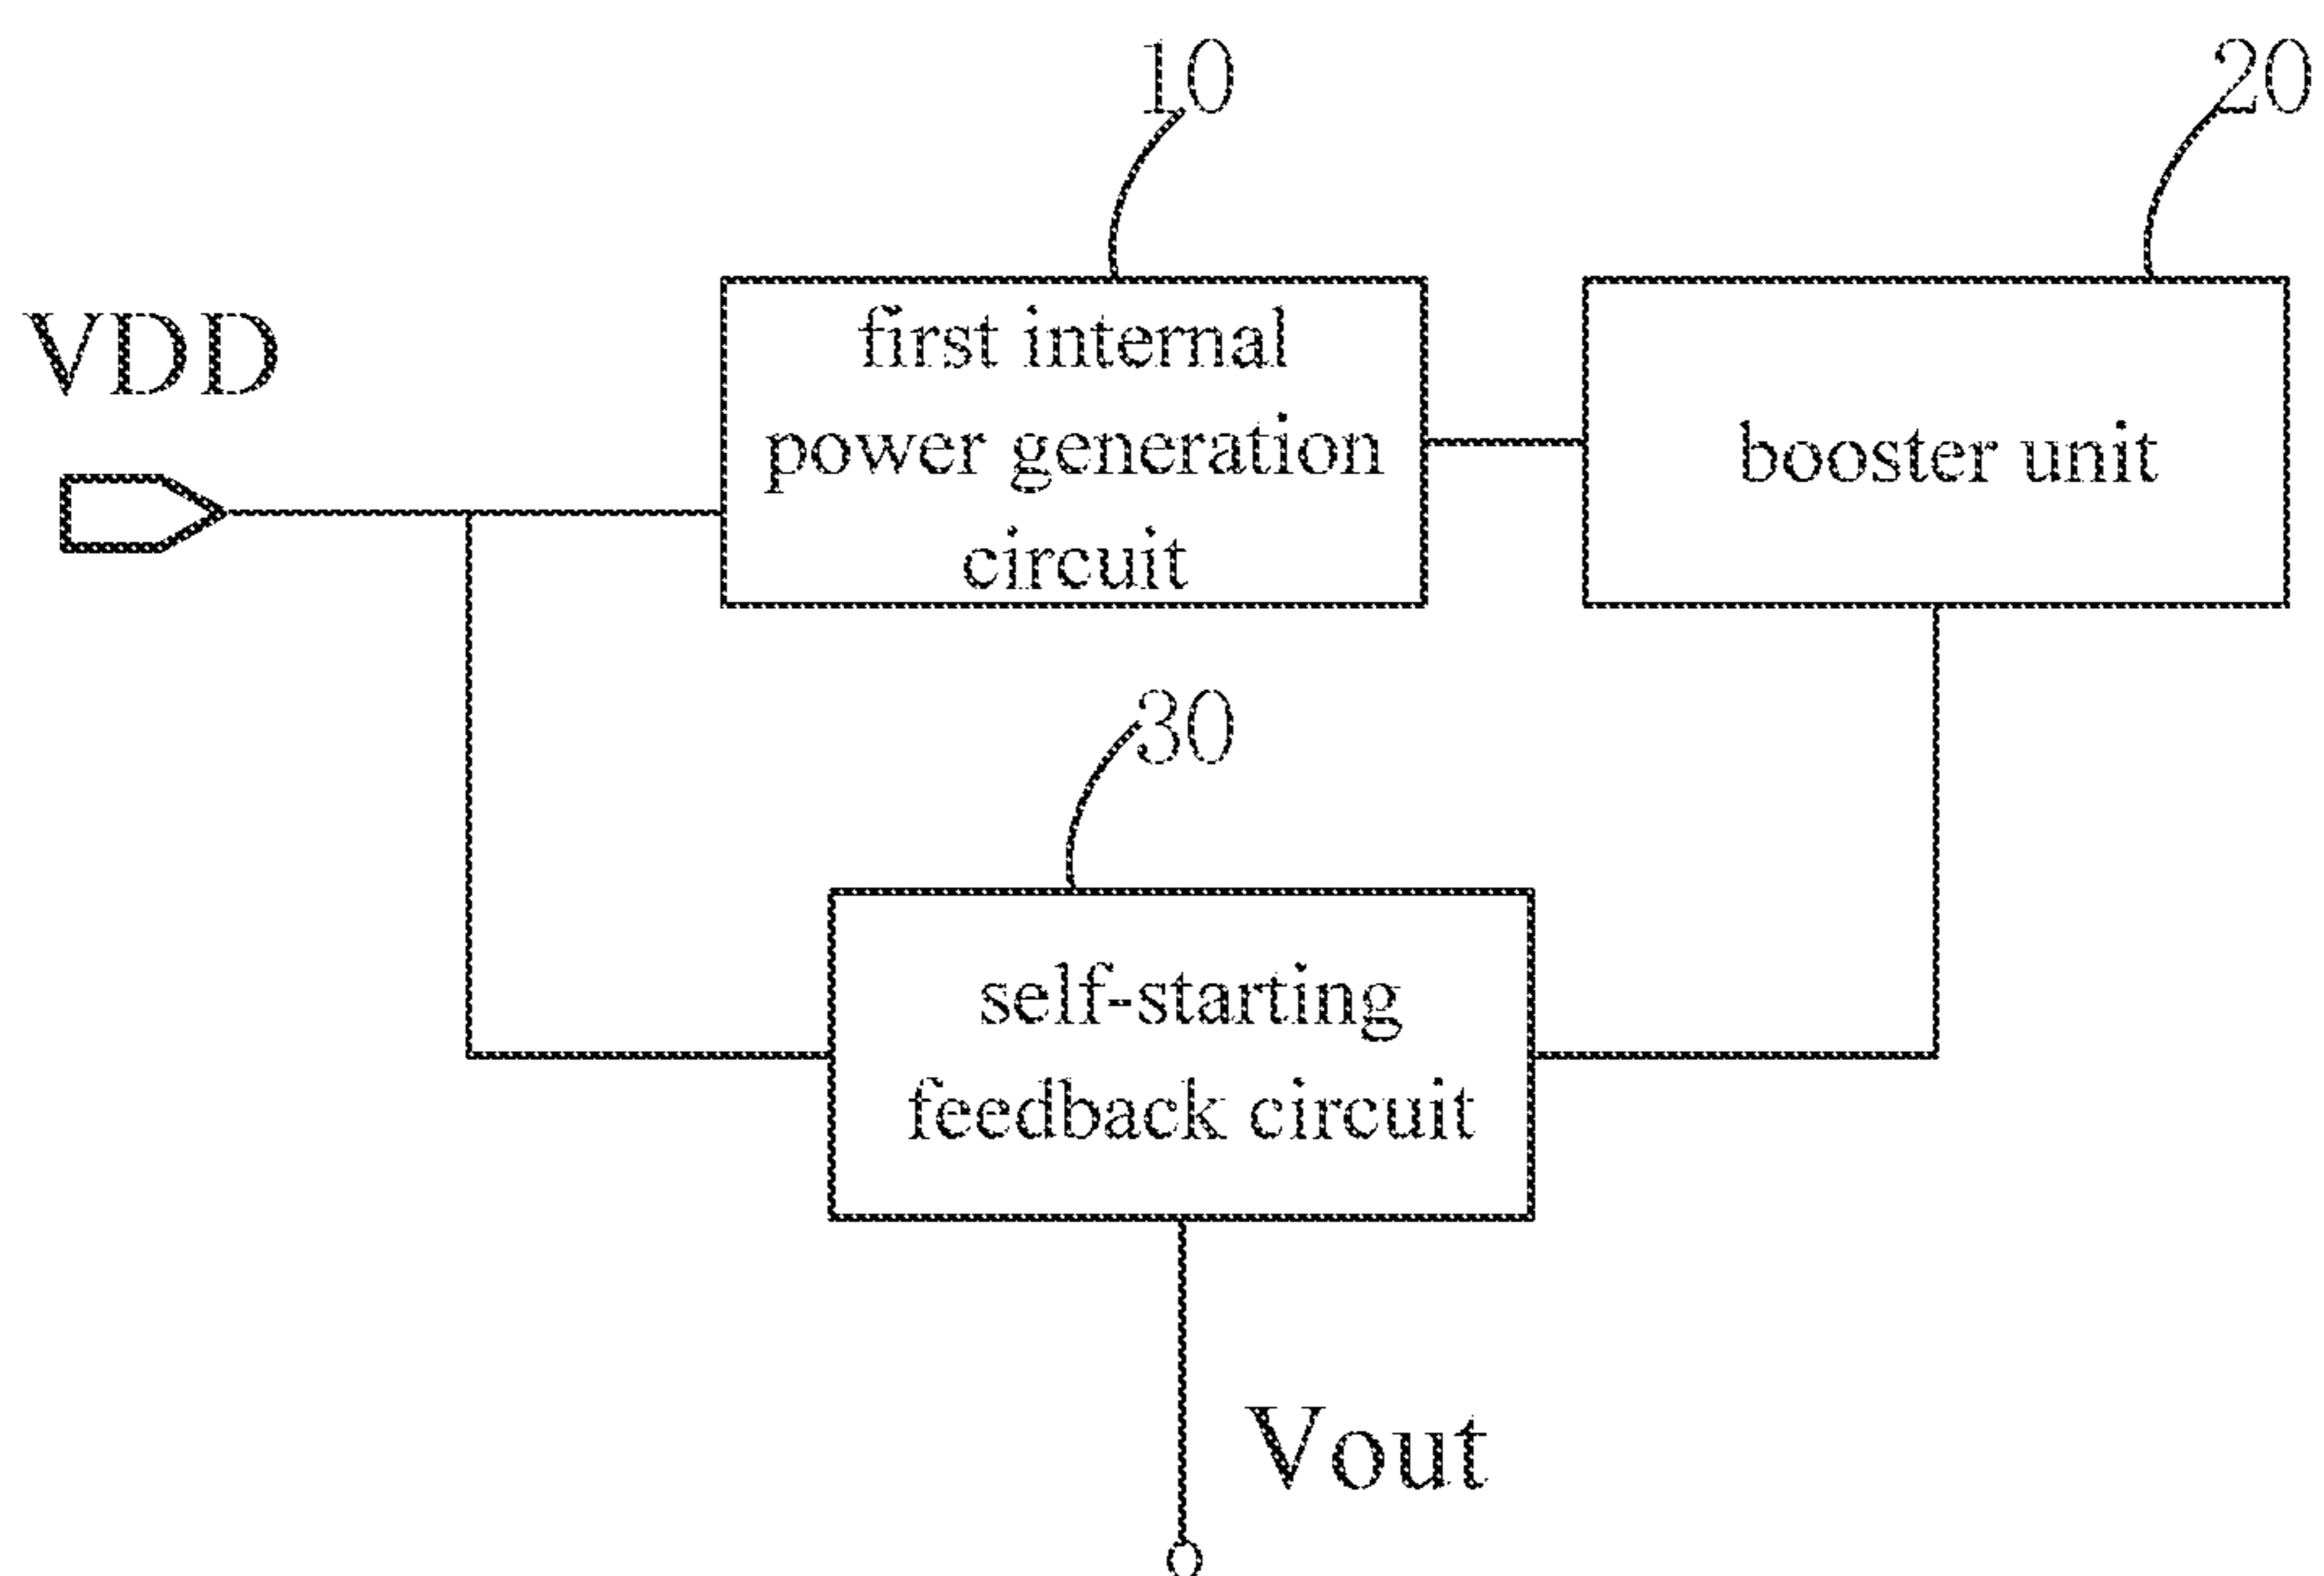 10
20
VDD
first internal
power generation
circuit
booster unit
30
self-starting
feedback circuit
Vout